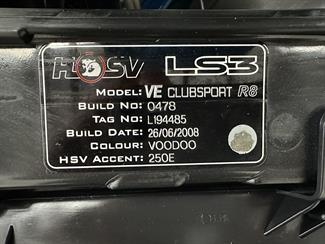 HSV LS3
MODEL: VE CLUBSPORT R8
BUILD NO: 0478
TAG NO: L194485
BUILD DATE: 26/06/2008
COLOUR: VOODOO
HSV ACCENT: 250E